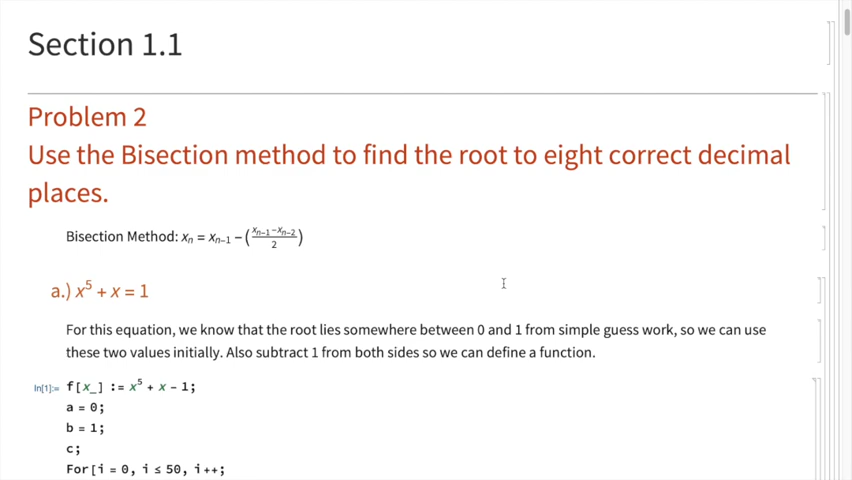 Section 1.1
Problem 2
Use the Bisection method to find the root to eight correct decimal
places.
Bisection Method: xₙ = xₙ₋₁ − (xₙ₋₁−xₙ₋₂/2)
a.) x⁵ + x = 1
For this equation, we know that the root lies somewhere between 0 and 1 from simple guess work, so we can use
these two values initially. Also subtract 1 from both sides so we can define a function.
In[1]:= f[x_] := x⁵ + x - 1;
a = 0;
b = 1;
c;
For[i = 0, i ≤ 50, i++;